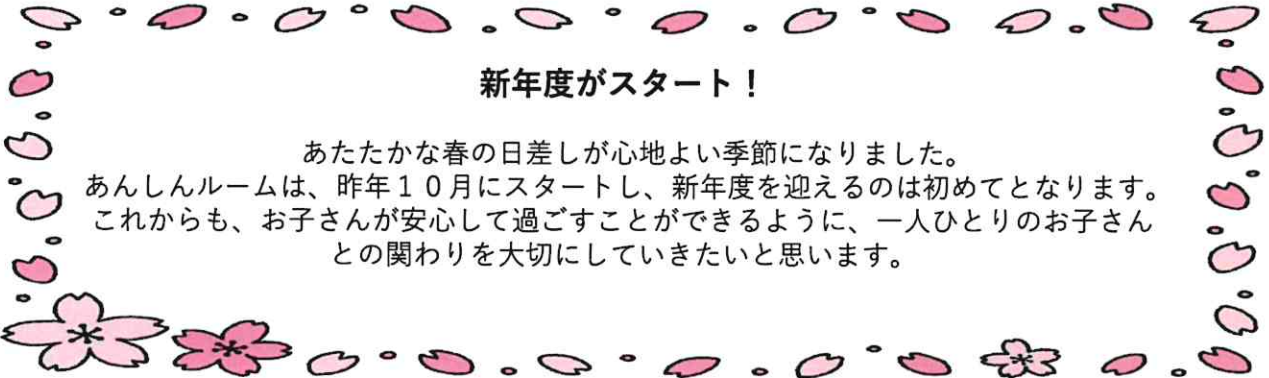 新年度がスタート！
あたたかな春の日差しが心地よい季節になりました。
あんしんルームは、昨年１０月にスタートし、新年度を迎えるのは初めてとなります。
これからも、お子さんが安心して過ごすことができるように、一人ひとりのお子さん
との関わりを大切にしていきたいと思います。